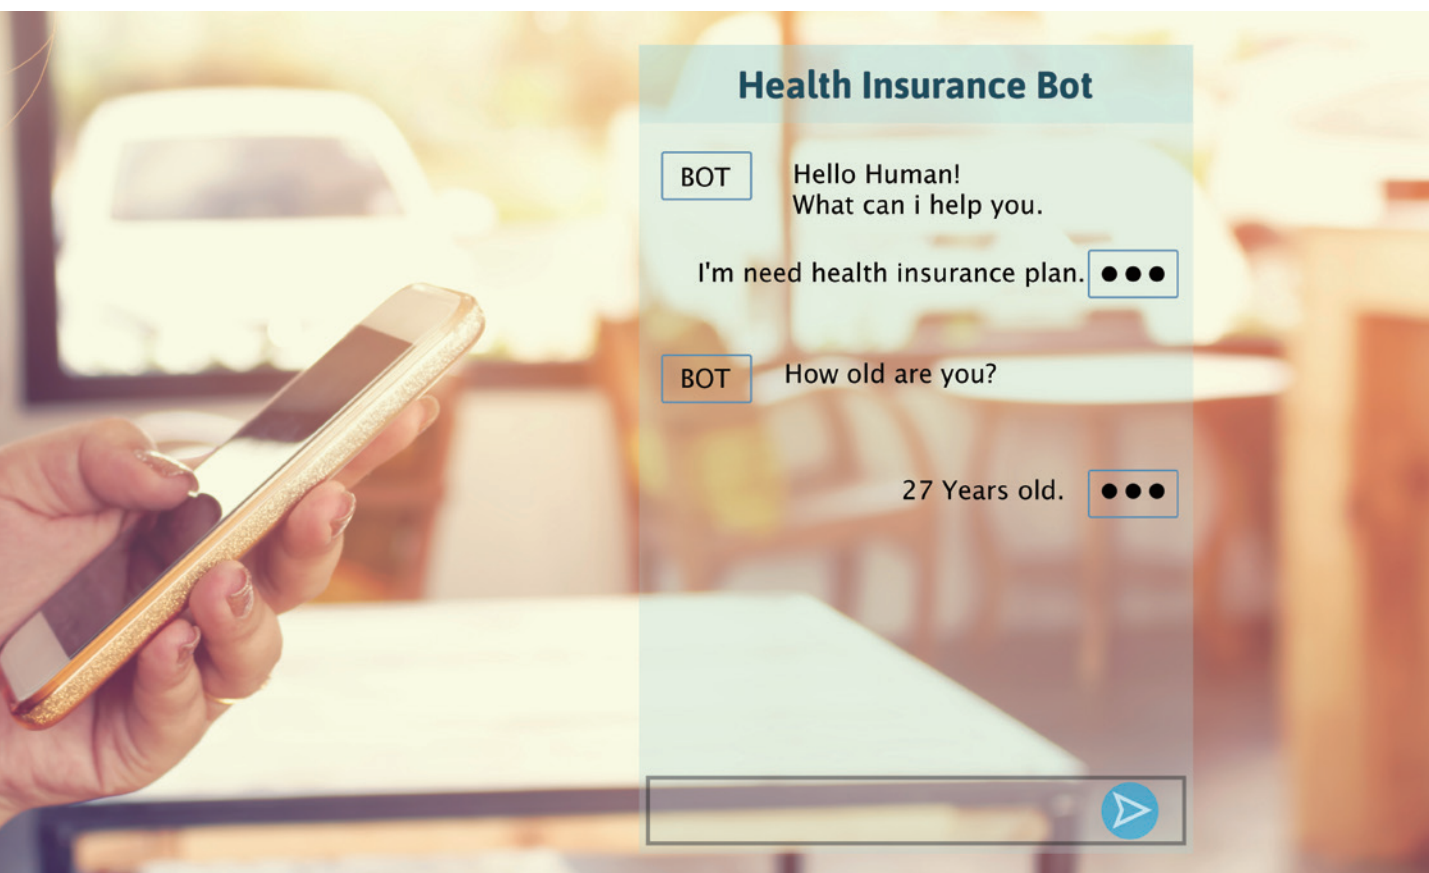 Health Insurance Bot
BOT
Hello Human!
What can i help you.
I'm need health insurance plan.
BOT
How old are you?
27 Years old.